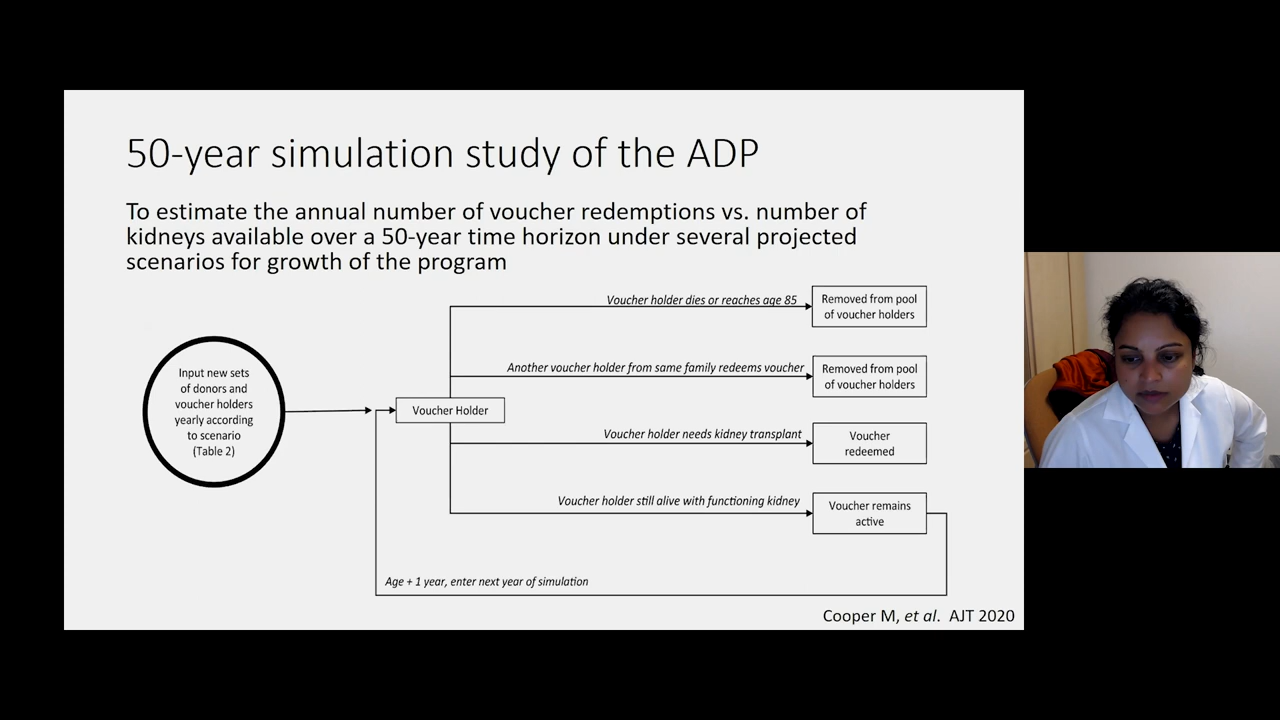 50-year simulation study of the ADP
To estimate the annual number of voucher redemptions vs. number of
kidneys available over a 50-year time horizon under several projected
scenarios for growth of the program
Input new sets
of donors and
voucher holders
yearly according
to scenario
(Table 2)
Voucher Holder
Voucher holder dies or reaches age 85
Removed from pool
of voucher holders
Another voucher holder from same family redeems voucher
Removed from pool
of voucher holders
Voucher holder needs kidney transplant
Voucher
redeemed
Voucher holder still alive with functioning kidney
Voucher remains
active
Age + 1 year, enter next year of simulation
Cooper M, et al. AJT 2020